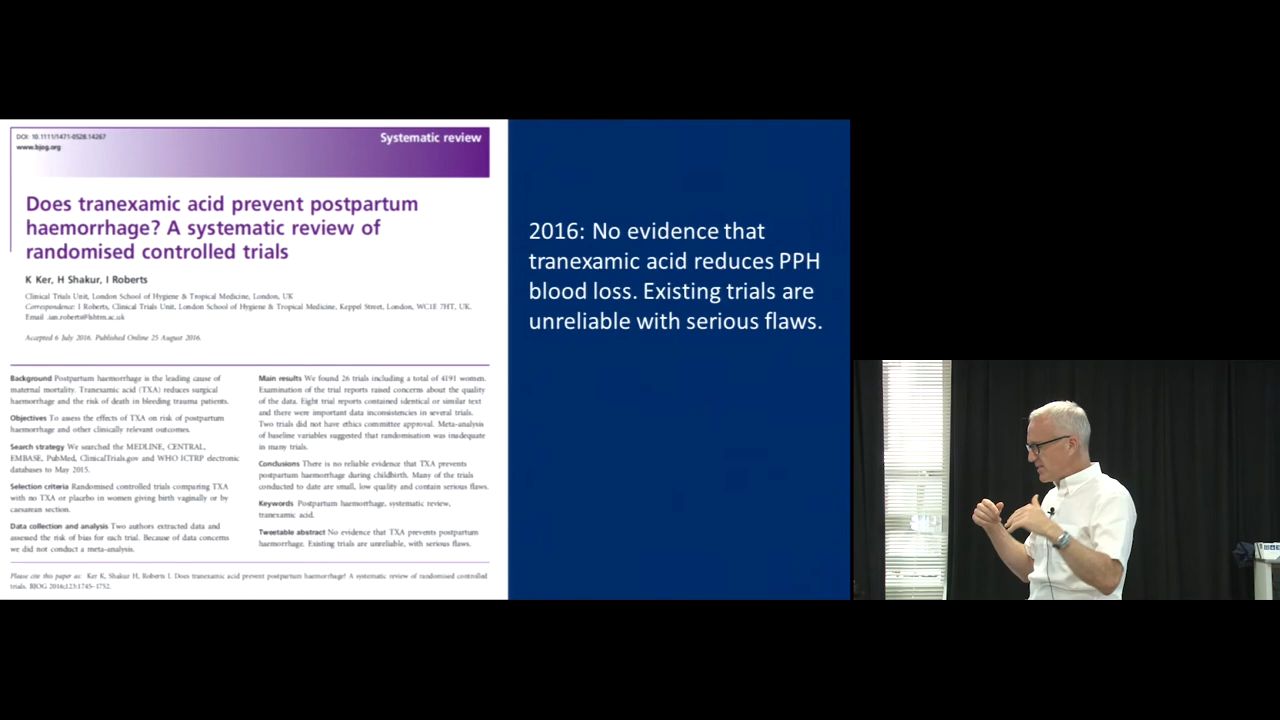 DOI: 10.1111/1471-0528.14267
www.bjog.org
Systematic review
Does tranexamic acid prevent postpartum
haemorrhage? A systematic review of
randomised controlled trials
K Ker, H Shakur, I Roberts
Clinical Trials Unit, London School of Hygiene & Tropical Medicine, London, UK
Correspondence: I Roberts, Clinical Trials Unit, London School of Hygiene & Tropical Medicine, Keppel Street, London, WC1E 7HT, UK.
Email .ian.roberts@lshtm.ac.uk
Accepted 6 July 2016. Published Online 25 August 2016.
Background Postpartum haemorrhage is the leading cause of
maternal mortality. Tranexamic acid (TXA) reduces surgical
haemorrhage and the risk of death in bleeding trauma patients.
Objectives To assess the effects of TXA on risk of postpartum
haemorrhage and other clinically relevant outcomes.
Search strategy We searched the MEDLINE, CENTRAL,
EMBASE, PubMed, ClinicalTrials.gov and WHO ICTRP electronic
databases to May 2015.
Selection criteria Randomised controlled trials comparing TXA
with no TXA or placebo in women giving birth vaginally or by
caesarean section.
Data collection and analysis Two authors extracted data and
assessed the risk of bias for each trial. Because of data concerns
we did not conduct a meta-analysis.
Main results We found 26 trials including a total of 4191 women.
Examination of the trial reports raised concerns about the quality
of the data. Eight trial reports contained identical or similar text
and there were important data inconsistencies in several trials.
Two trials did not have ethics committee approval. Meta-analysis
of baseline variables suggested that randomisation was inadequate
in many trials.
Conclusions There is no reliable evidence that TXA prevents
postpartum haemorrhage during childbirth. Many of the trials
conducted to date are small, low quality and contain serious flaws.
Keywords Postpartum haemorrhage, systematic review,
tranexamic acid.
Tweetable abstract No evidence that TXA prevents postpartum
haemorrhage. Existing trials are unreliable, with serious flaws.
Please cite this paper as: Ker K, Shakur H, Roberts I. Does tranexamic acid prevent postpartum haemorrhage? A systematic review of randomised controlled
trials. BJOG 2016;123:1745–1752.
2016: No evidence that
tranexamic acid reduces PPH
blood loss. Existing trials are
unreliable with serious flaws.